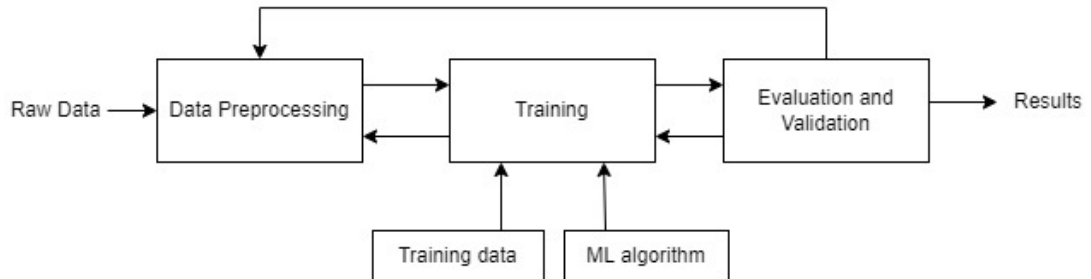 Raw Data
Data Preprocessing
Training
Evaluation and
Validation
Results
Training data
ML algorithm